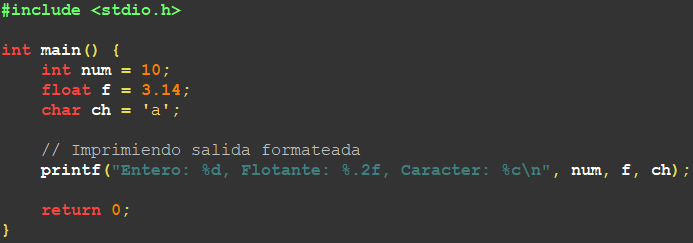 #include <stdio.h>
int main() {
    int num = 10;
    float f = 3.14;
    char ch = 'a';
    // Imprimiendo salida formateada
    printf("Entero: %d, Flotante: %.2f, Caracter: %c\n", num, f, ch);
    return 0;
}